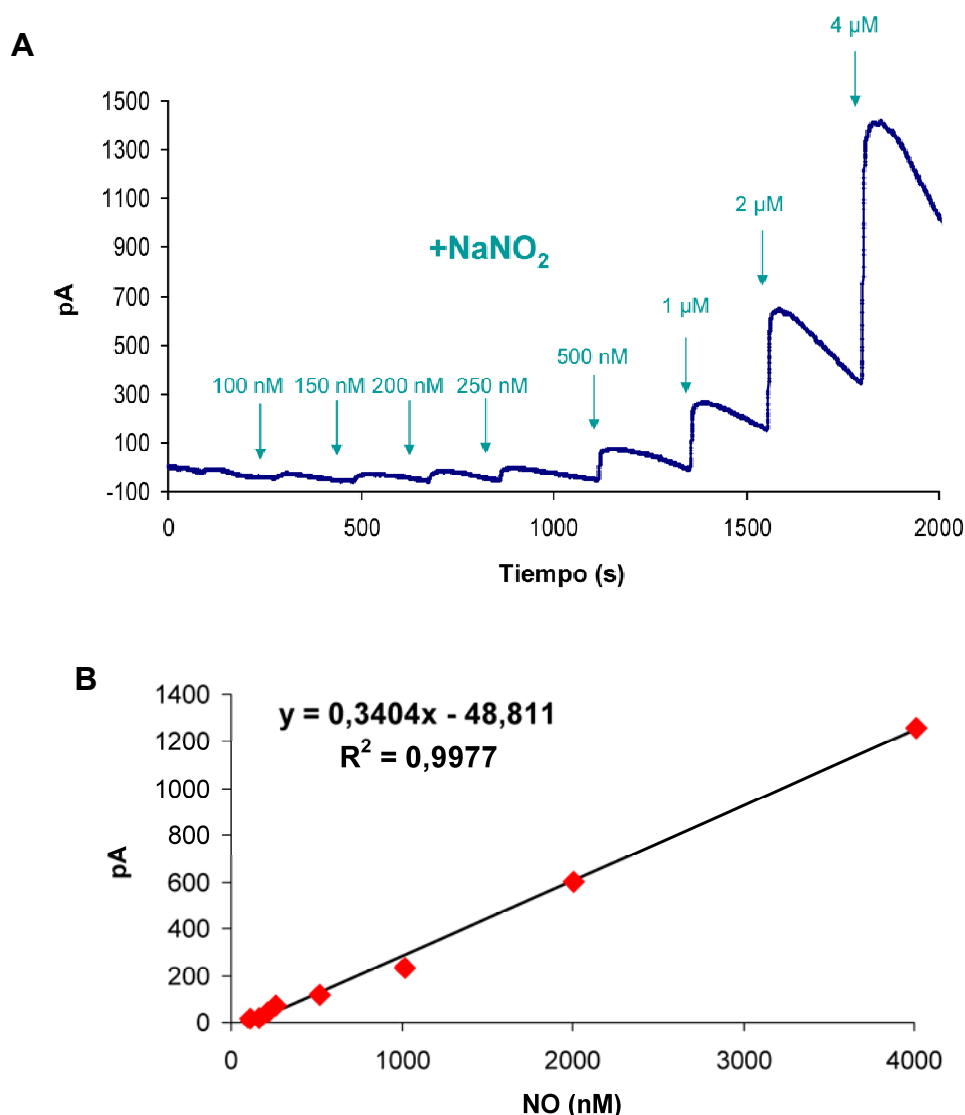 A
4 µM
pA
1500
1300
1100
900
700
500
300
100
-100
2 µM
+NaNO₂
1 µM
500 nM
100 nM 150 nM 200 nM 250 nM
0 500 1000 1500 2000
Tiempo (s)
B
pA
1400
1200
1000
800
600
400
200
0
y = 0,3404x - 48,811
R² = 0,9977
0 1000 2000 3000 4000
NO (nM)